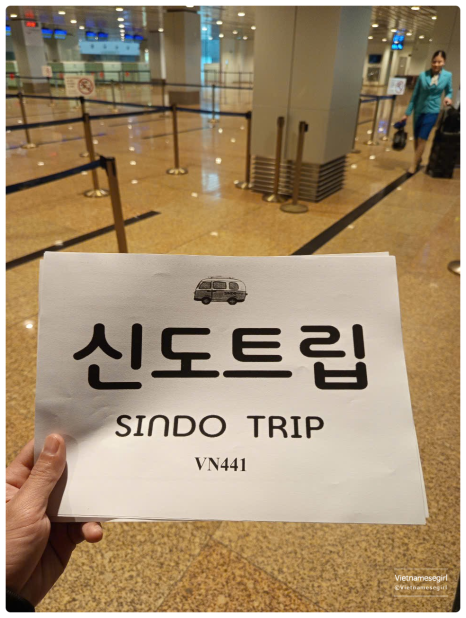 신도트립
SINDO TRIP
VN441
Vietnamesegirl
@Vietnamesegirl